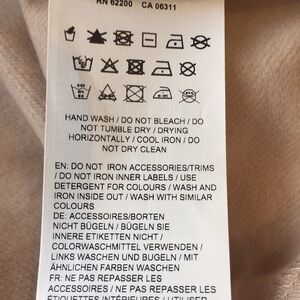 RN 62200 CA 06311
HAND WASH / DO NOT BLEACH / DO
NOT TUMBLE DRY / DRYING
HORIZONTALLY / COOL IRON / DO
NOT DRY CLEAN
EN: DO NOT IRON ACCESSORIES/TRIMS
/ DO NOT IRON INNER LABELS / USE
DETERGENT FOR COLOURS / WASH AND
IRON INSIDE OUT / WASH WITH SIMILAR
COLOURS
DE: ACCESSOIRES/BORTEN
NICHT BÜGELN / BÜGELN SIE
INNERE ETIKETTEN NICHT /
COLORWASCHMITTEL VERWENDEN /
LINKS WASCHEN UND BÜGELN / MIT
ÄHNLICHEN FARBEN WASCHEN
FR: NE PAS REPASSER LES
ACCESSOIRES / NE PAS REPASSER LES
ÉTIQUETTES INTÉRIEURES / UTILISER